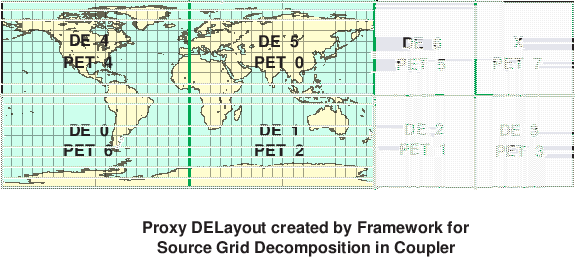 DE 4 DE 5 DE 6 X
PET 4 PET 0 PET 5 PET 7
DE 0 DE 1 DE 2 DE 3
PET 6 PET 2 PET 1 PET 3
Proxy DELayout created by Framework for
Source Grid Decomposition in Coupler